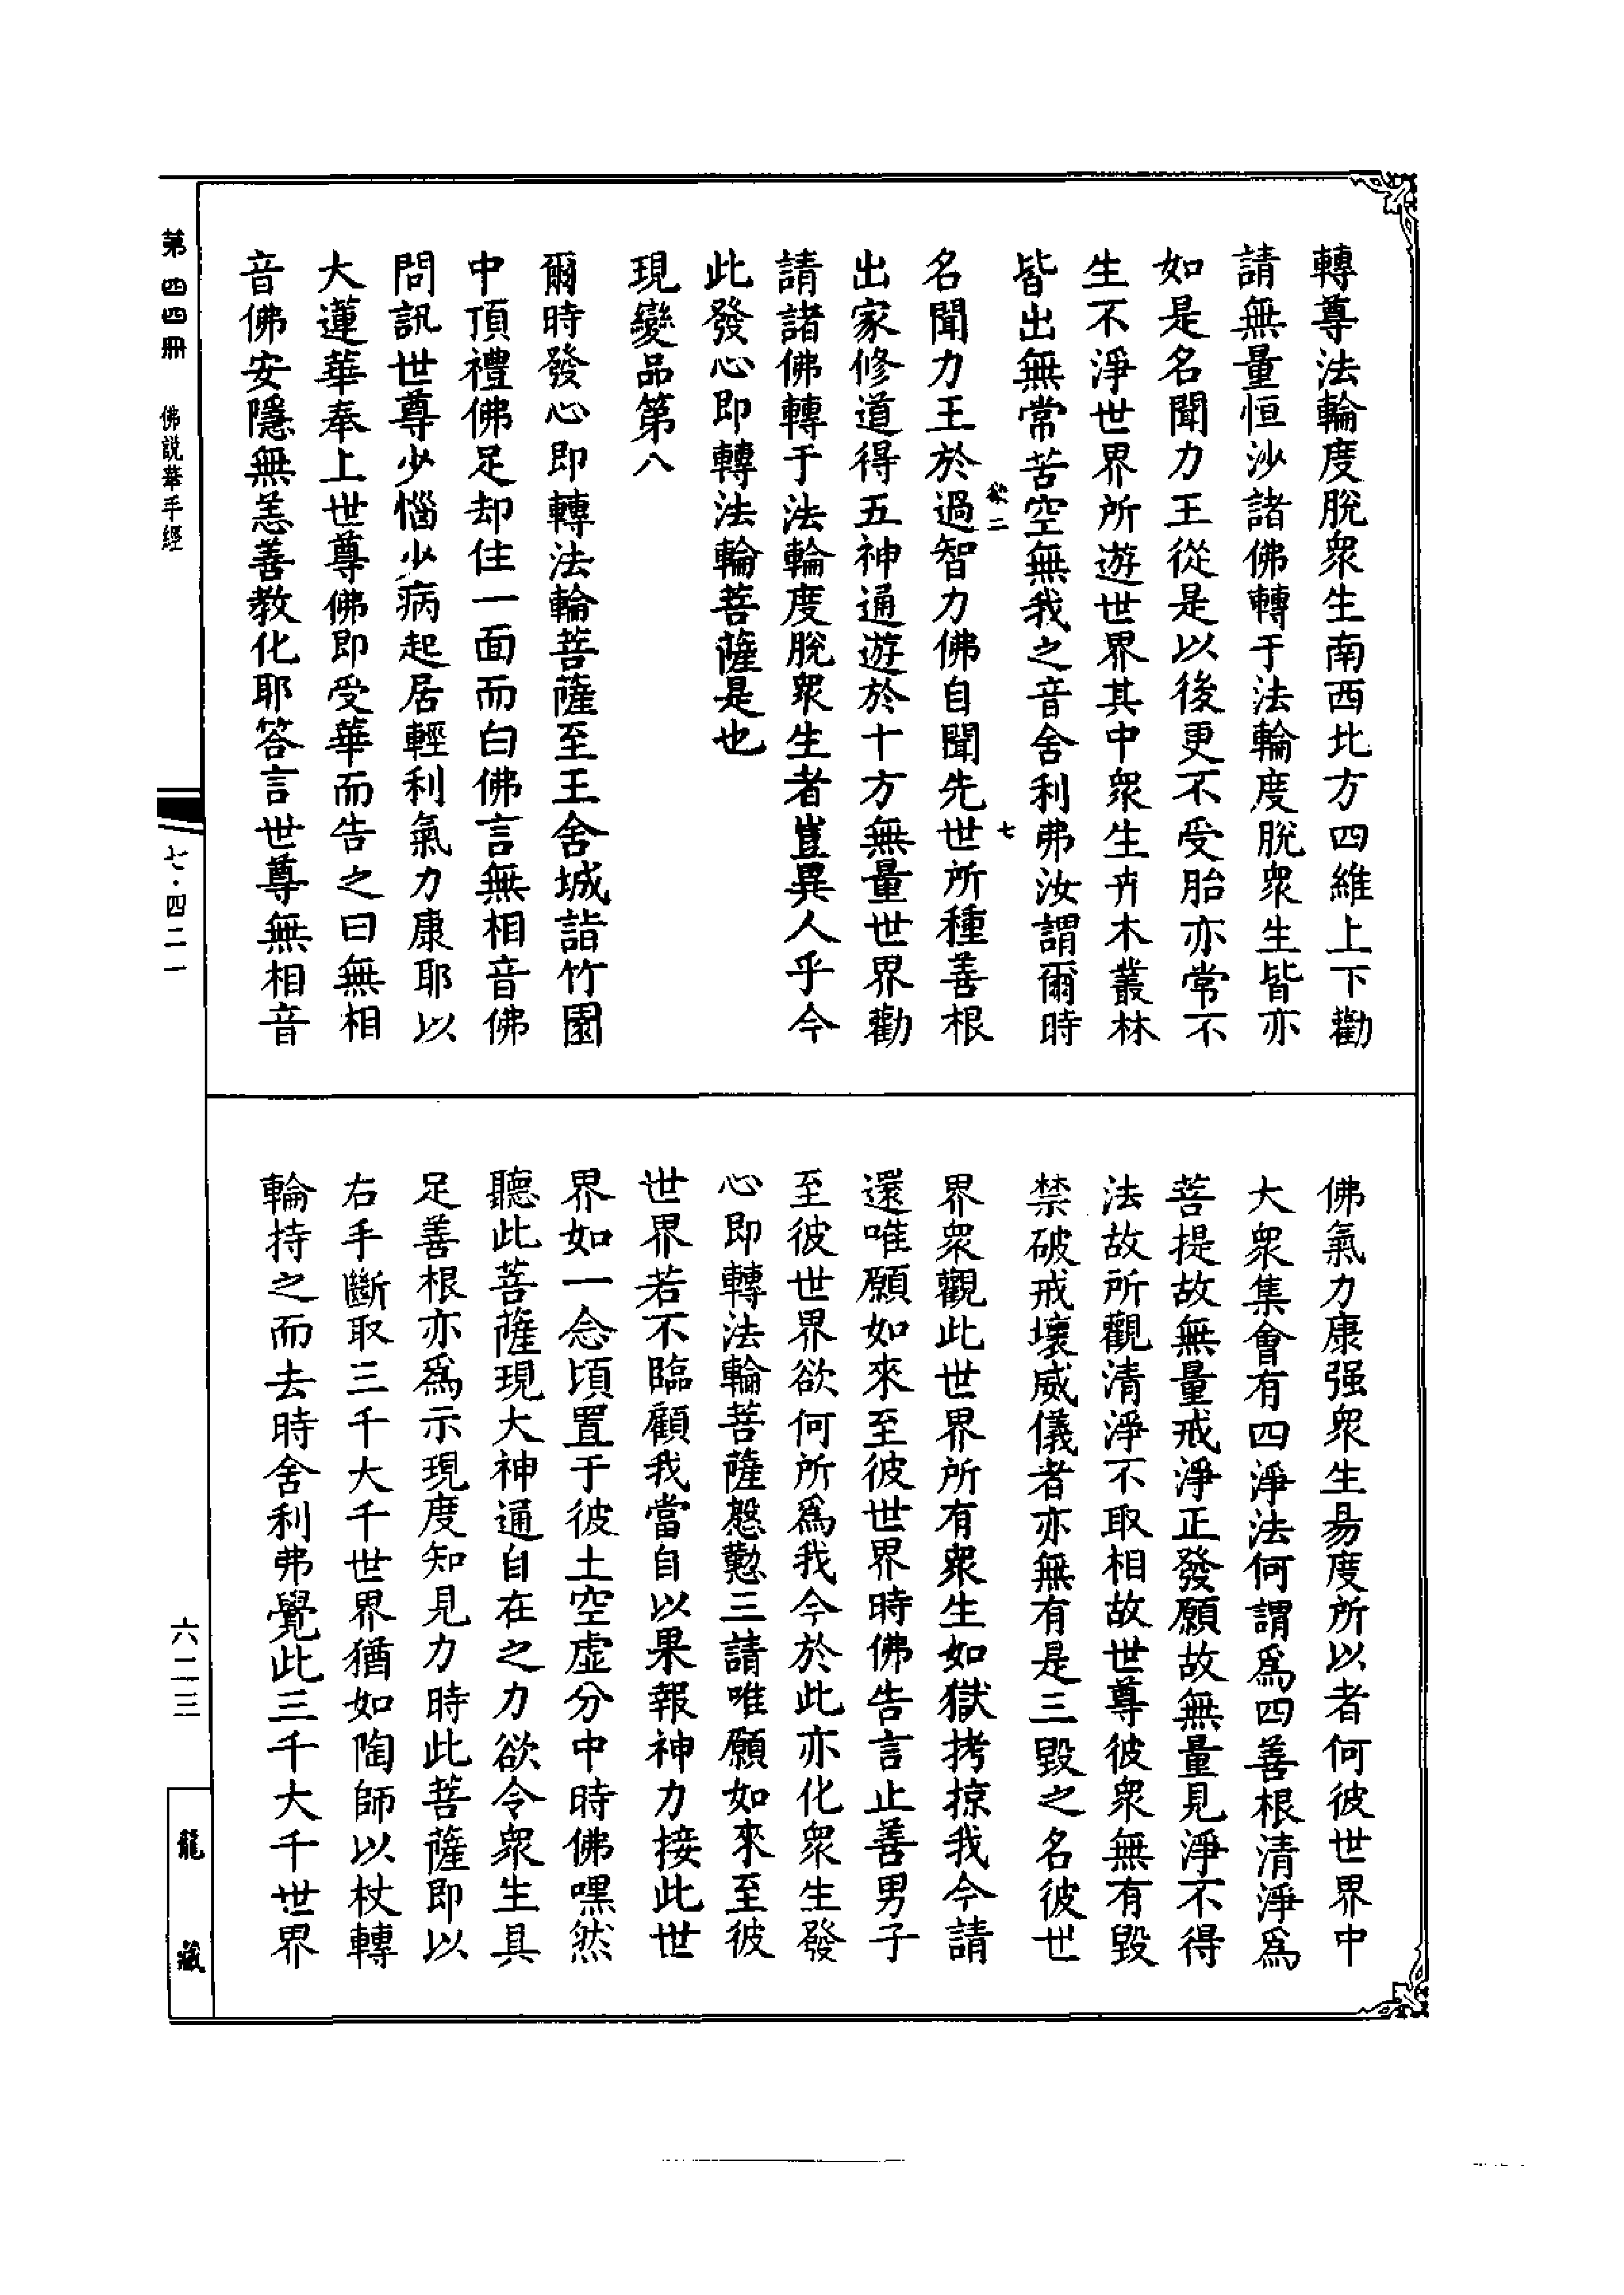 轉尊法輪度脫衆生南西北方四維上下勸
請無量恒沙諸佛轉于法輪度脫衆生皆亦
如是名聞力王從是以後更不受胎亦常不
生不淨世界所遊世界其中衆生卉木叢林
皆出無常苦空無我之音舍利弗汝謂爾時
七
名聞力王於過智力佛自聞先世所種善根
出家修道得五神通遊於十方無量世界勸
請諸佛轉于法輪度脫衆生者豈異人乎今
此發心即轉法輪菩薩是也
現變品第八
爾時發心即轉法輪菩薩至王舍城詣竹園
中頂禮佛足却住一面而白佛言無相音佛
問訊世尊少惱少病起居輕利氣力康耶以
大蓮華奉上世尊佛即受華而告之曰無相
音佛安隱無恙善教化耶答言世尊無相音
佛氣力康强衆生易度所以者何彼世界中
大衆集會有四淨法何謂爲四善根清淨爲
菩提故無量戒淨正發願故無量見淨不得
法故所觀清淨不取相故世尊彼衆無有毀
禁破戒壞威儀者亦無有是三毀之名彼世
界衆觀此世界所有衆生如獄拷掠我今請
還唯願如來至彼世界時佛告言止善男子
至彼世界欲何所爲我今於此亦化衆生發
心即轉法輪菩薩慇懃三請唯願如來至彼
世界若不臨顧我當自以果報神力接此世
界如一念頃置于彼土空虛分中時佛嘿然
聽此菩薩現大神通自在之力欲令衆生具
足善根亦爲示現度知見力時此菩薩即以
右手斷取三千大千世界猶如陶師以杖轉
輪持之而去時舍利弗覺此三千大千世界
第四四冊 佛說華手經
七·四二一
六二三
龍藏